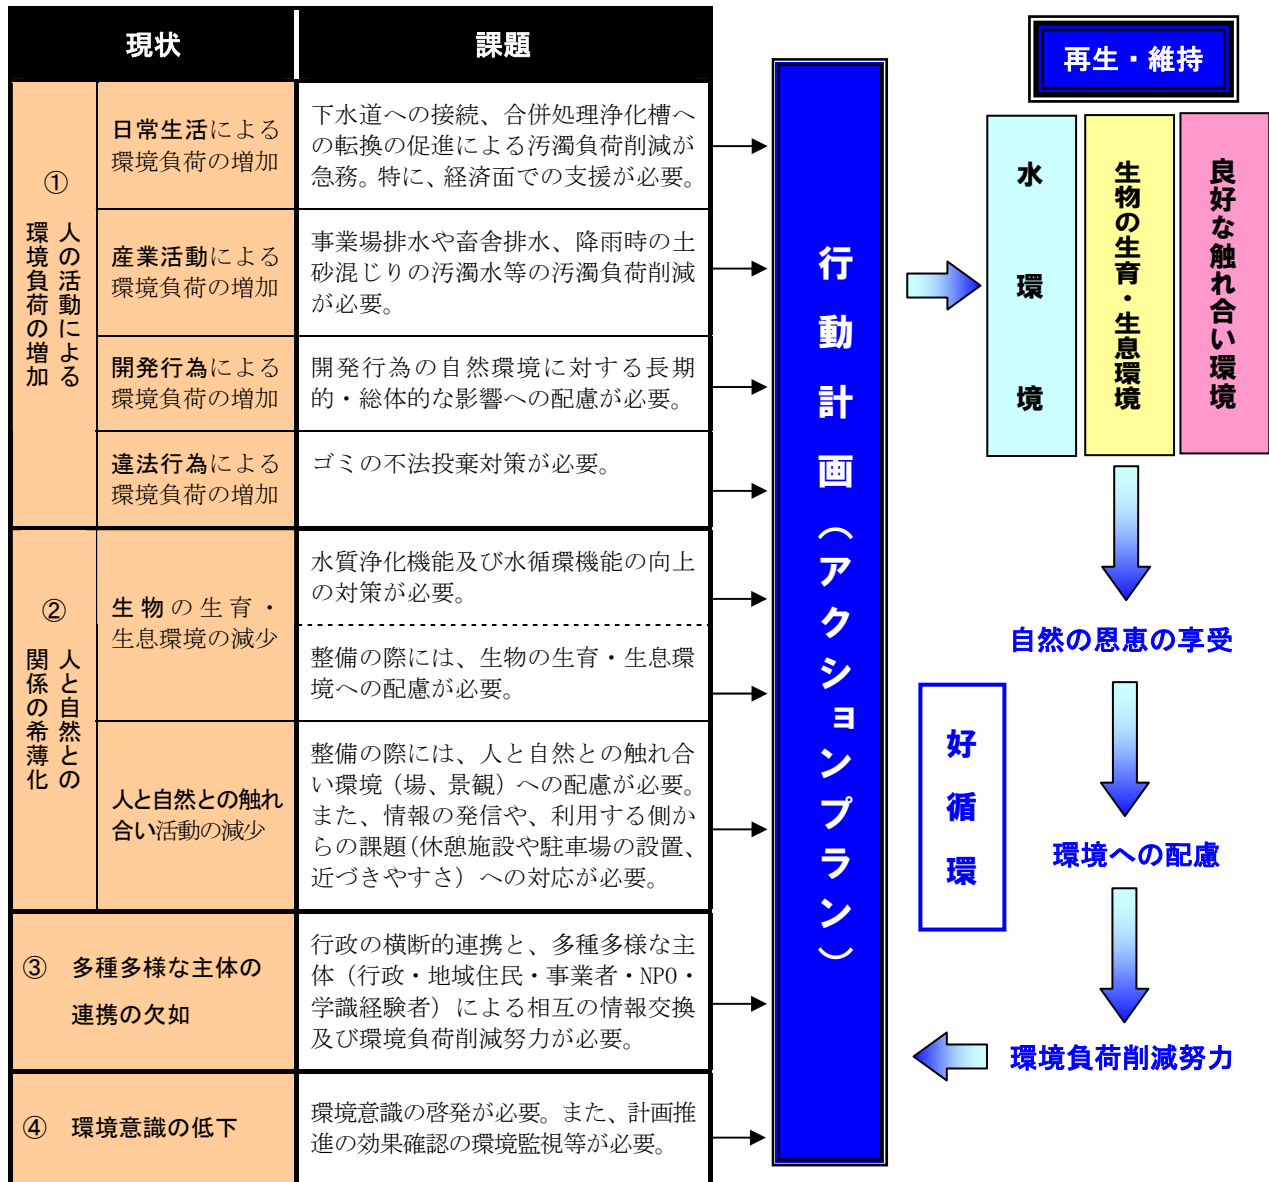 現状
課題
①
人の活動による
環境負荷の増加
日常生活による
環境負荷の増加
下水道への接続、合併処理浄化槽へ
の転換の促進による汚濁負荷削減が
急務。特に、経済面での支援が必要。
産業活動による
環境負荷の増加
事業場排水や畜舎排水、降雨時の土
砂混じりの汚濁水等の汚濁負荷削減
が必要。
開発行為による
環境負荷の増加
開発行為の自然環境に対する長期
的・総体的な影響への配慮が必要。
違法行為による
環境負荷の増加
ゴミの不法投棄対策が必要。
②
人と自然との
関係の希薄化
生物の生育・
生息環境の減少
水質浄化機能及び水循環機能の向上
の対策が必要。
整備の際には、生物の生育・生息環
境への配慮が必要。
人と自然との触れ
合い活動の減少
整備の際には、人と自然との触れ合
い環境（場、景観）への配慮が必要。
また、情報の発信や、利用する側か
らの課題（休憩施設や駐車場の設置、
近づきやすさ）への対応が必要。
③ 多種多様な主体の
連携の欠如
行政の横断的連携と、多種多様な主
体（行政・地域住民・事業者・NPO・
学識経験者）による相互の情報交換
及び環境負荷削減努力が必要。
④ 環境意識の低下
環境意識の啓発が必要。また、計画推
進の効果確認の環境監視等が必要。
行動計画（アクションプラン）
再生・維持
水環境
生物の生育・生息環境
良好な触れ合い環境
自然の恩恵の享受
好循環
環境への配慮
環境負荷削減努力